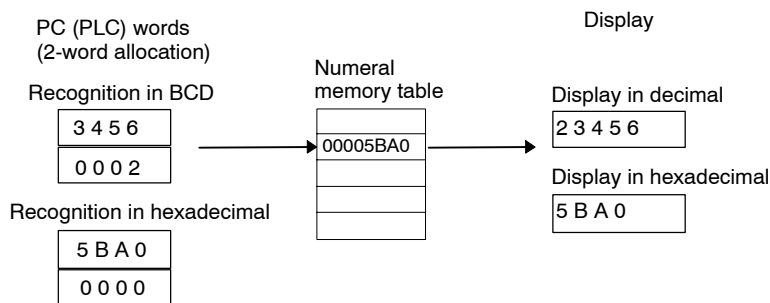 PC (PLC) words
(2-word allocation)
Recognition in BCD
3 4 5 6
0 0 0 2
Recognition in hexadecimal
5 B A 0
0 0 0 0
Numeral
memory table
00005BA0
Display
Display in decimal
2 3 4 5 6
Display in hexadecimal
5 B A 0